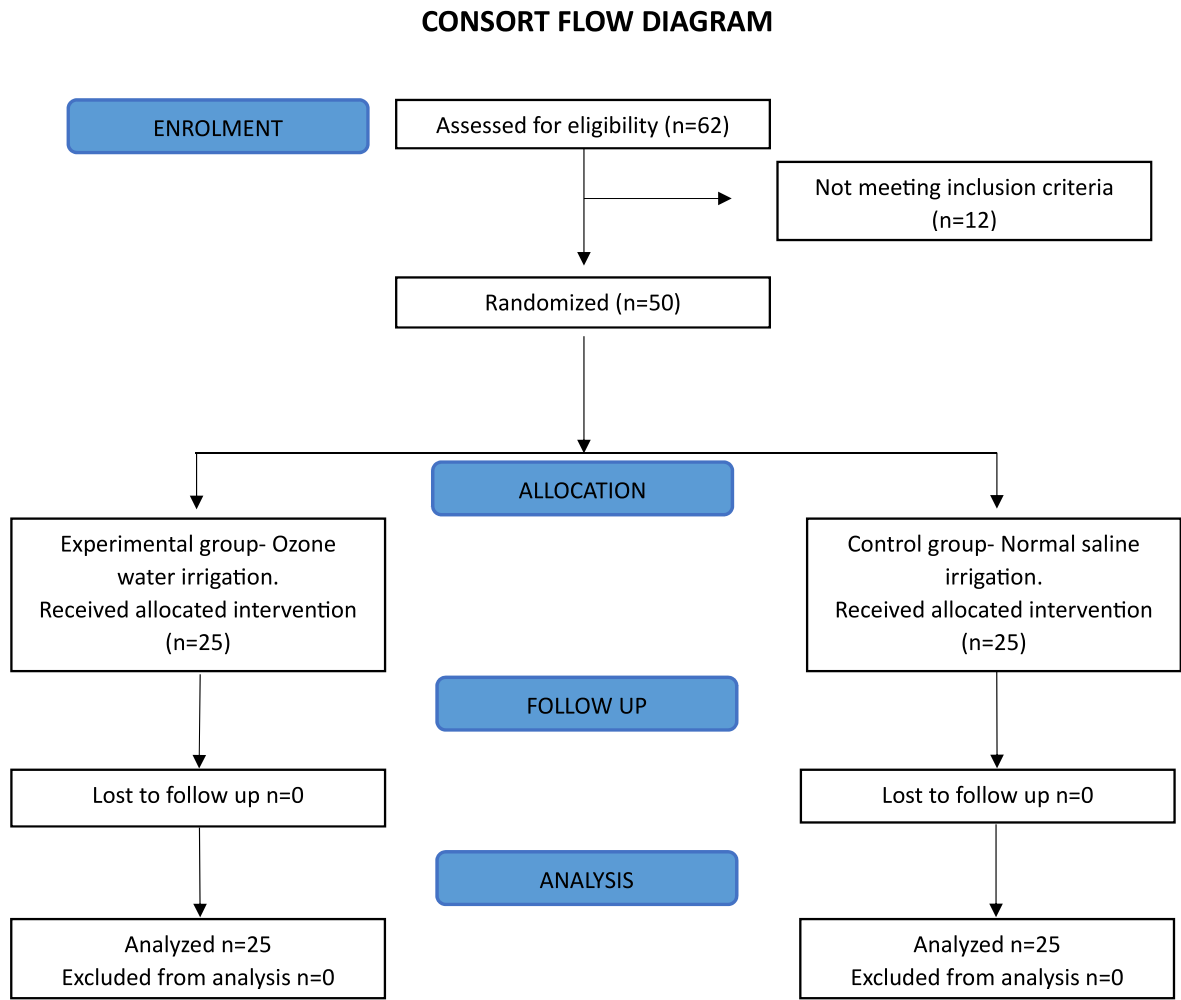 CONSORT FLOW DIAGRAM
ENROLMENT
Assessed for eligibility (n=62)
Not meeting inclusion criteria
(n=12)
Randomized (n=50)
ALLOCATION
Experimental group- Ozone
water irrigation.
Received allocated intervention
(n=25)
Control group- Normal saline
irrigation.
Received allocated intervention
(n=25)
FOLLOW UP
Lost to follow up n=0
Lost to follow up n=0
ANALYSIS
Analyzed n=25
Excluded from analysis n=0
Analyzed n=25
Excluded from analysis n=0